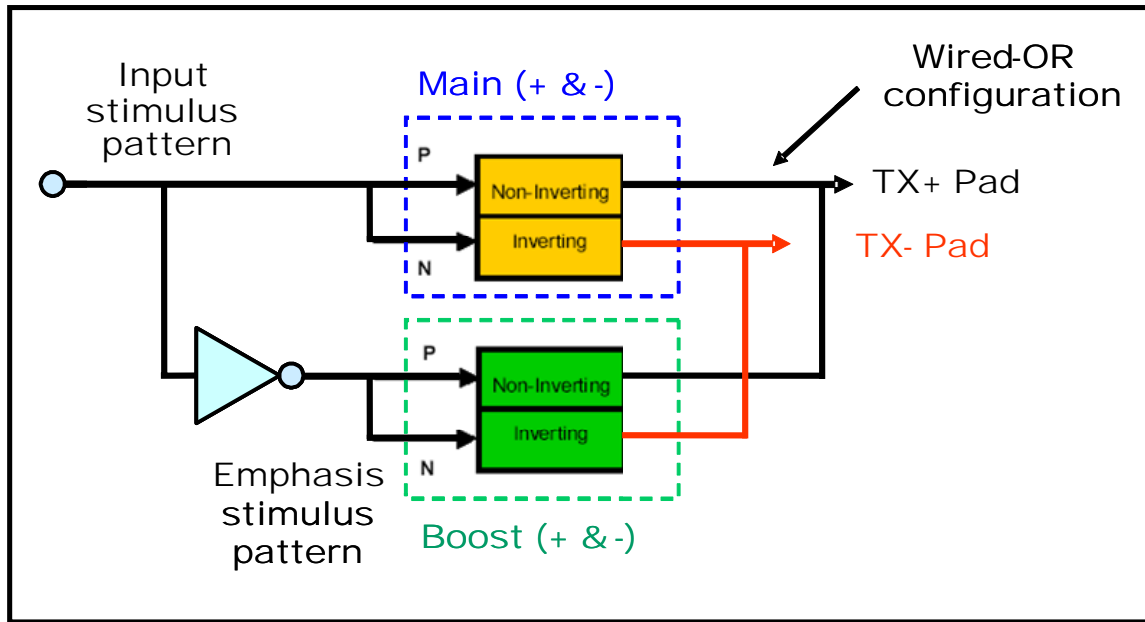 Input
stimulus
pattern
Main (+ & -)
Wired-OR
configuration
P
Non-Inverting
TX+ Pad
Inverting
TX- Pad
N
P
Non-Inverting
Inverting
N
Emphasis
stimulus
pattern
Boost (+ & -)